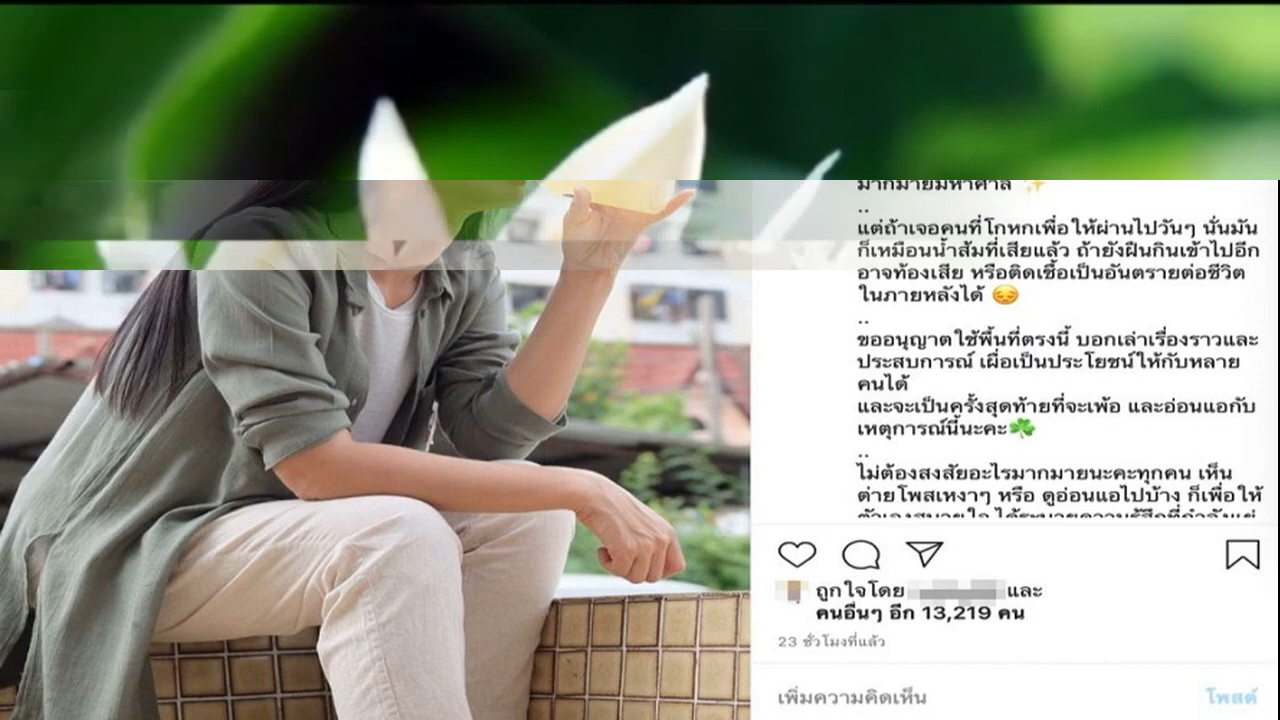 มากมายมหาศาล ✨
..
แต่ถ้าเจอคนที่โกหกเพื่อให้ผ่านไปวันๆ นั่นมัน
ก็เหมือนน้ำส้มที่เสียแล้ว ถ้ายังฝืนกินเข้าไปอีก
อาจท้องเสีย หรือติดเชื้อเป็นอันตรายต่อชีวิต
ในภายหลังได้ 😔
..
ขออนุญาตใช้พื้นที่ตรงนี้ บอกเล่าเรื่องราวและ
ประสบการณ์ เผื่อเป็นประโยชน์ให้กับหลาย
คนได้
และจะเป็นครั้งสุดท้ายที่จะเพ้อ และอ่อนแอกับ
เหตุการณ์นี้นะคะ☘️
..
ไม่ต้องสงสัยอะไรมากมายนะคะทุกคน เห็น
ต่ายโพสเหงาๆ หรือ ดูอ่อนแอไปบ้าง ก็เพื่อให้
ถูกใจโดย และ
คนอื่นๆ อีก 13,219 คน
23 ชั่วโมงที่แล้ว
เพิ่มความคิดเห็น โพสต์